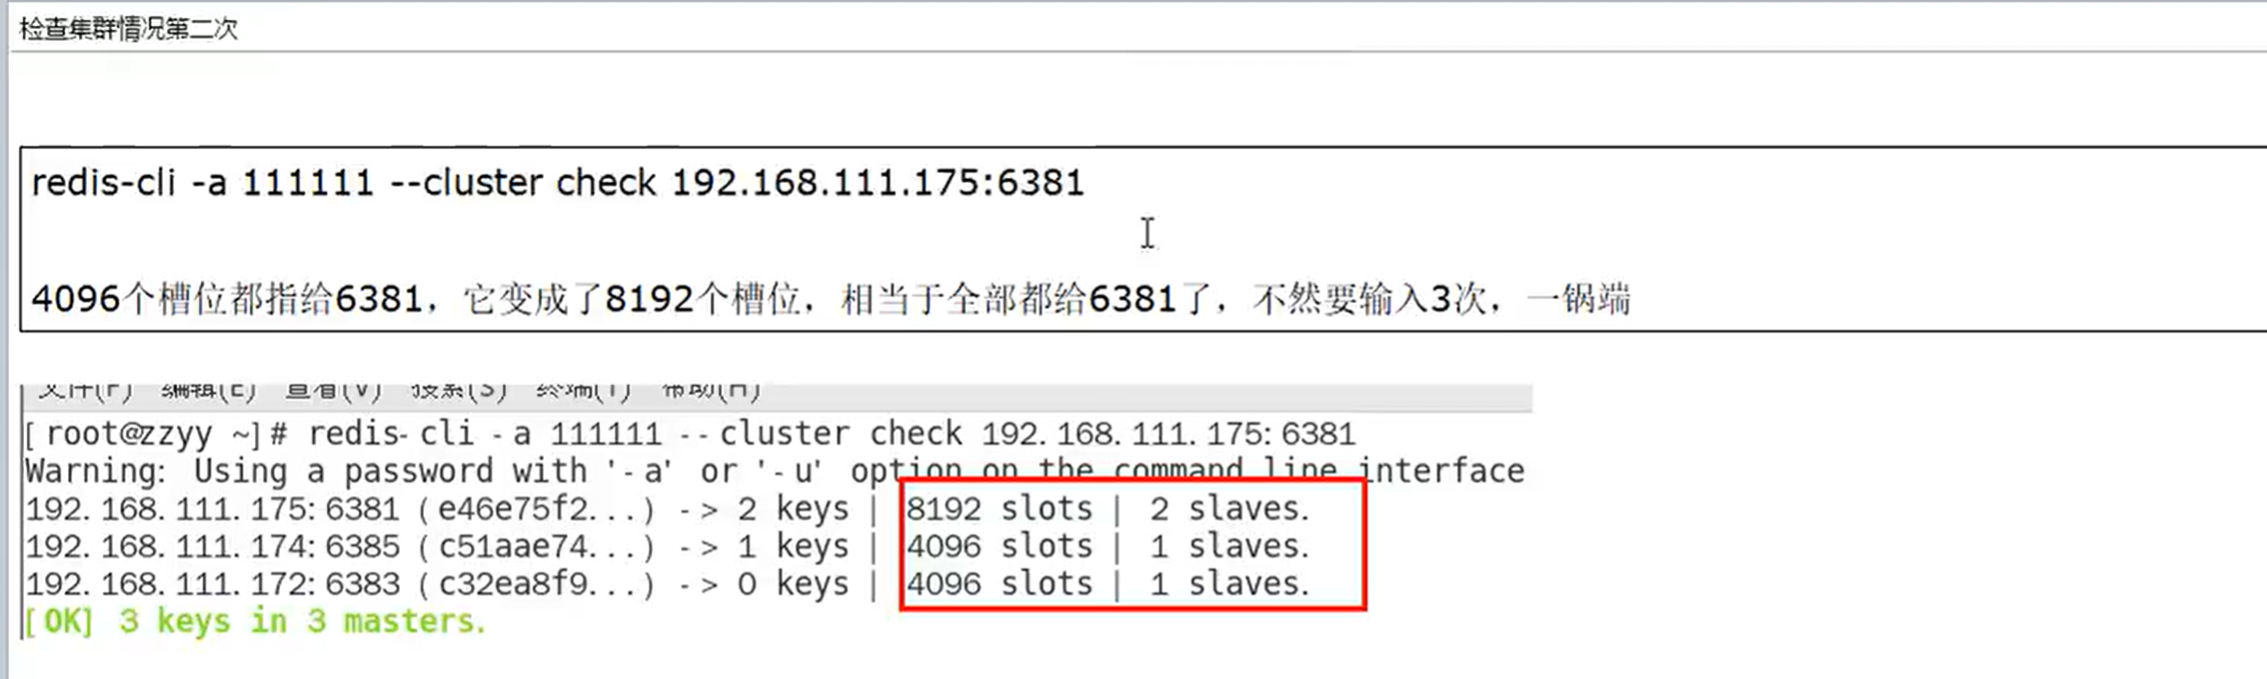 检查集群情况第二次
redis-cli -a 111111 --cluster check 192.168.111.175:6381
4096个槽位都指给6381，它变成了8192个槽位，相当于全部都给6381了，不然要输入3次，一锅端
文件(F) 编辑(E) 查看(V) 搜索(S) 终端(T) 帮助(H)
[root@zzyy ~]# redis-cli -a 111111 --cluster check 192.168.111.175:6381
Warning: Using a password with '-a' or '-u' option on the command line interface
192.168.111.175:6381 (e46e75f2...) -> 2 keys | 8192 slots | 2 slaves.
192.168.111.174:6385 (c51aae74...) -> 1 keys | 4096 slots | 1 slaves.
192.168.111.172:6383 (c32ea8f9...) -> 0 keys | 4096 slots | 1 slaves.
[OK] 3 keys in 3 masters.